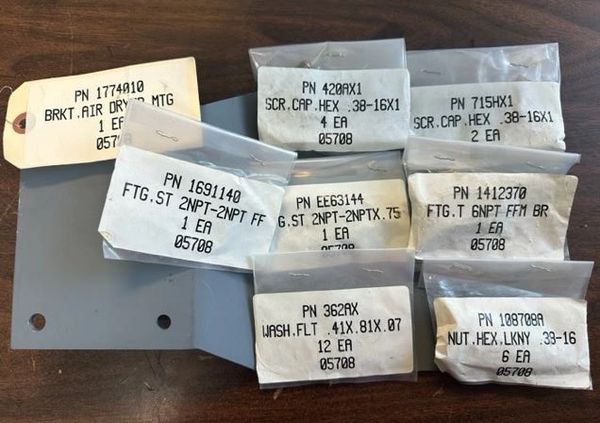 PN 1774010
BRKT.AIR DRYER MTG
1 EA
05708
PN 420AX1
SCR.CAP.HEX .38-16X1
4 EA
05708
PN 715HX1
SCR.CAP.HEX .38-16X1
2 EA
PN 1691140
FTG.ST 2NPT-2NPT FF
1 EA
05708
PN EE63144
G.ST 2NPT-2NPTX.75
1 EA
05708
PN 1412370
FTG.T 6NPT FFM BR
1 EA
05708
PN 362AX
WASH.FLT .41X.81X.07
12 EA
05708
PN 108708A
NUT.HEX.LKNY .38-16
6 EA
05708